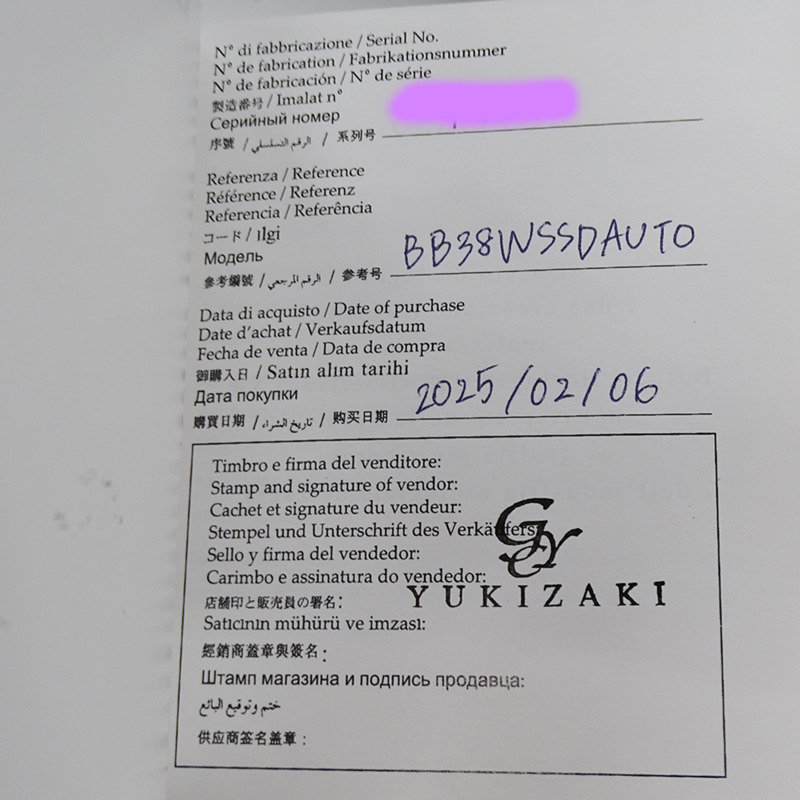 N° di fabbricazione / Serial No.
N° de fabrication / Fabrikationsnummer
N° de fabricación / N° de série
製造番号 / Imalat n°
Серийный номер
序號 / الرقم التسلسلي / 系列号
Referenza / Reference
Référence / Referenz
Referencia / Referência
コード / ılgi
Модель
參考編號 / الرقم المرجعي / 参考号
BB38WSSDAUTO
Data di acquisto / Date of purchase
Date d'achat / Verkaufsdatum
Fecha de venta / Data de compra
御購入日 / Satın alım tarihi
Дата покупки
購買日期 / تاريخ الشراء / 购买日期
2025/02/06
Timbro e firma del venditore:
Stamp and signature of vendor:
Cachet et signature du vendeur:
Stempel und Unterschrift des Verkäufers:
Sello y firma del vendedor:
Carimbo e assinatura do vendedor:
YUKIZAKI
店舗印と販売員の署名:
Satıcının mühürü ve imzası:
經銷商蓋章與簽名:
Штамп магазина и подпись продавца:
ختم وتوقيع البائع
供应商签名盖章: